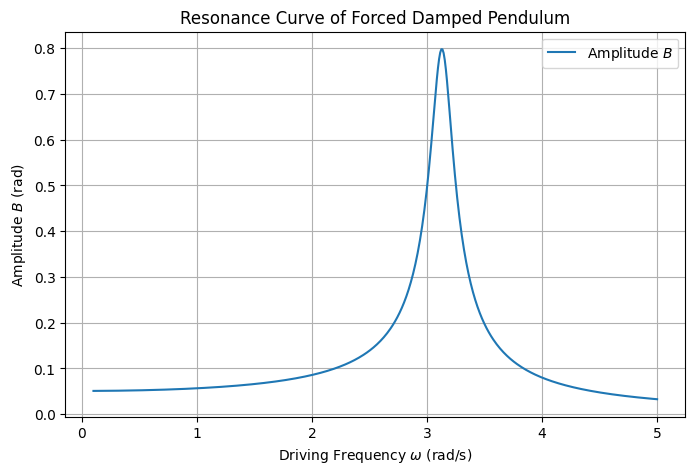 Resonance Curve of Forced Damped Pendulum
Amplitude B
Amplitude B (rad)
0.8
0.7
0.6
0.5
0.4
0.3
0.2
0.1
0.0
0 1 2 3 4 5
Driving Frequency ω (rad/s)